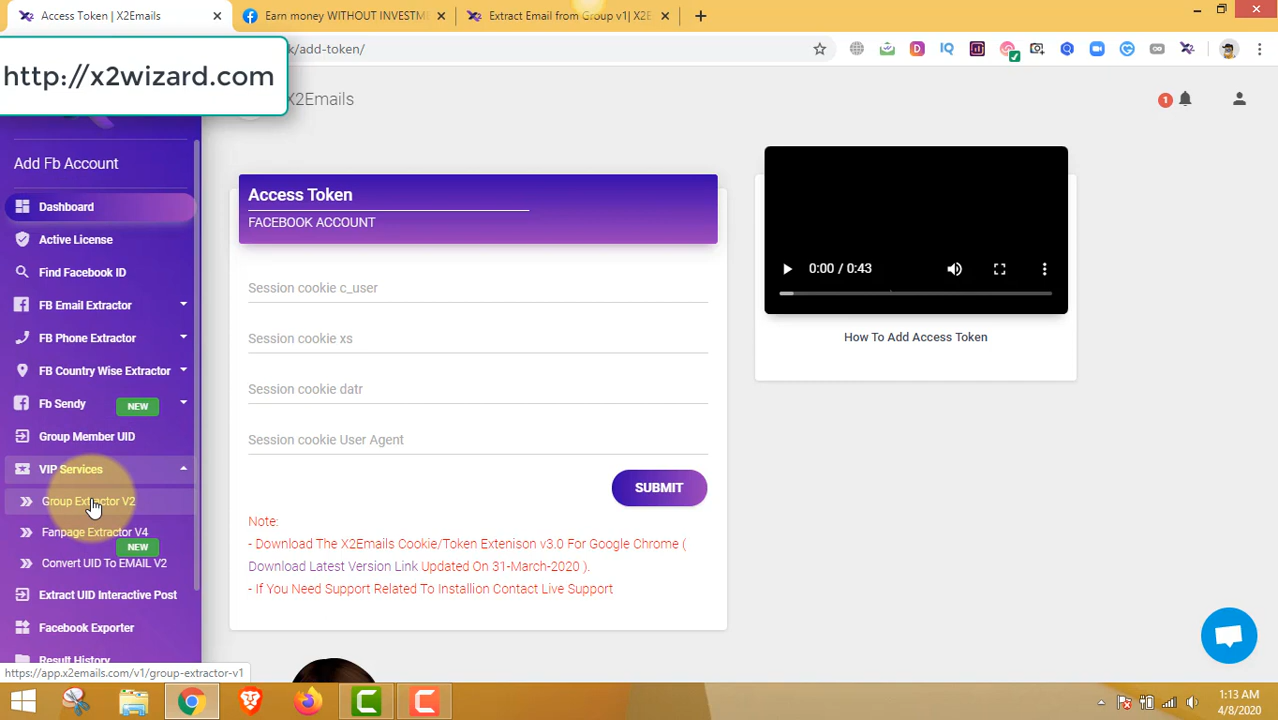 Access Token | X2Emails
Earn money WITHOUT INVESTME
Extract Email from Group v1| X2E
k/add-token/
http://x2wizard.com
X2Emails
1
Add Fb Account
Dashboard
Active License
Find Facebook ID
FB Email Extractor
FB Phone Extractor
FB Country Wise Extractor
Fb Sendy
NEW
Group Member UID
VIP Services
Group Extractor V2
Fanpage Extractor V4
NEW
Convert UID To EMAIL V2
Extract UID Interactive Post
Facebook Exporter
Result History
https://app.x2emails.com/v1/group-extractor-v1
Access Token
FACEBOOK ACCOUNT
Session cookie c_user
Session cookie xs
Session cookie datr
Session cookie User Agent
SUBMIT
Note:
- Download The X2Emails Cookie/Token Extenison v3.0 For Google Chrome (
Download Latest Version Link Updated On 31-March-2020 ).
- If You Need Support Related To Installion Contact Live Support
0:00 / 0:43
How To Add Access Token
1:13 AM
4/8/2020